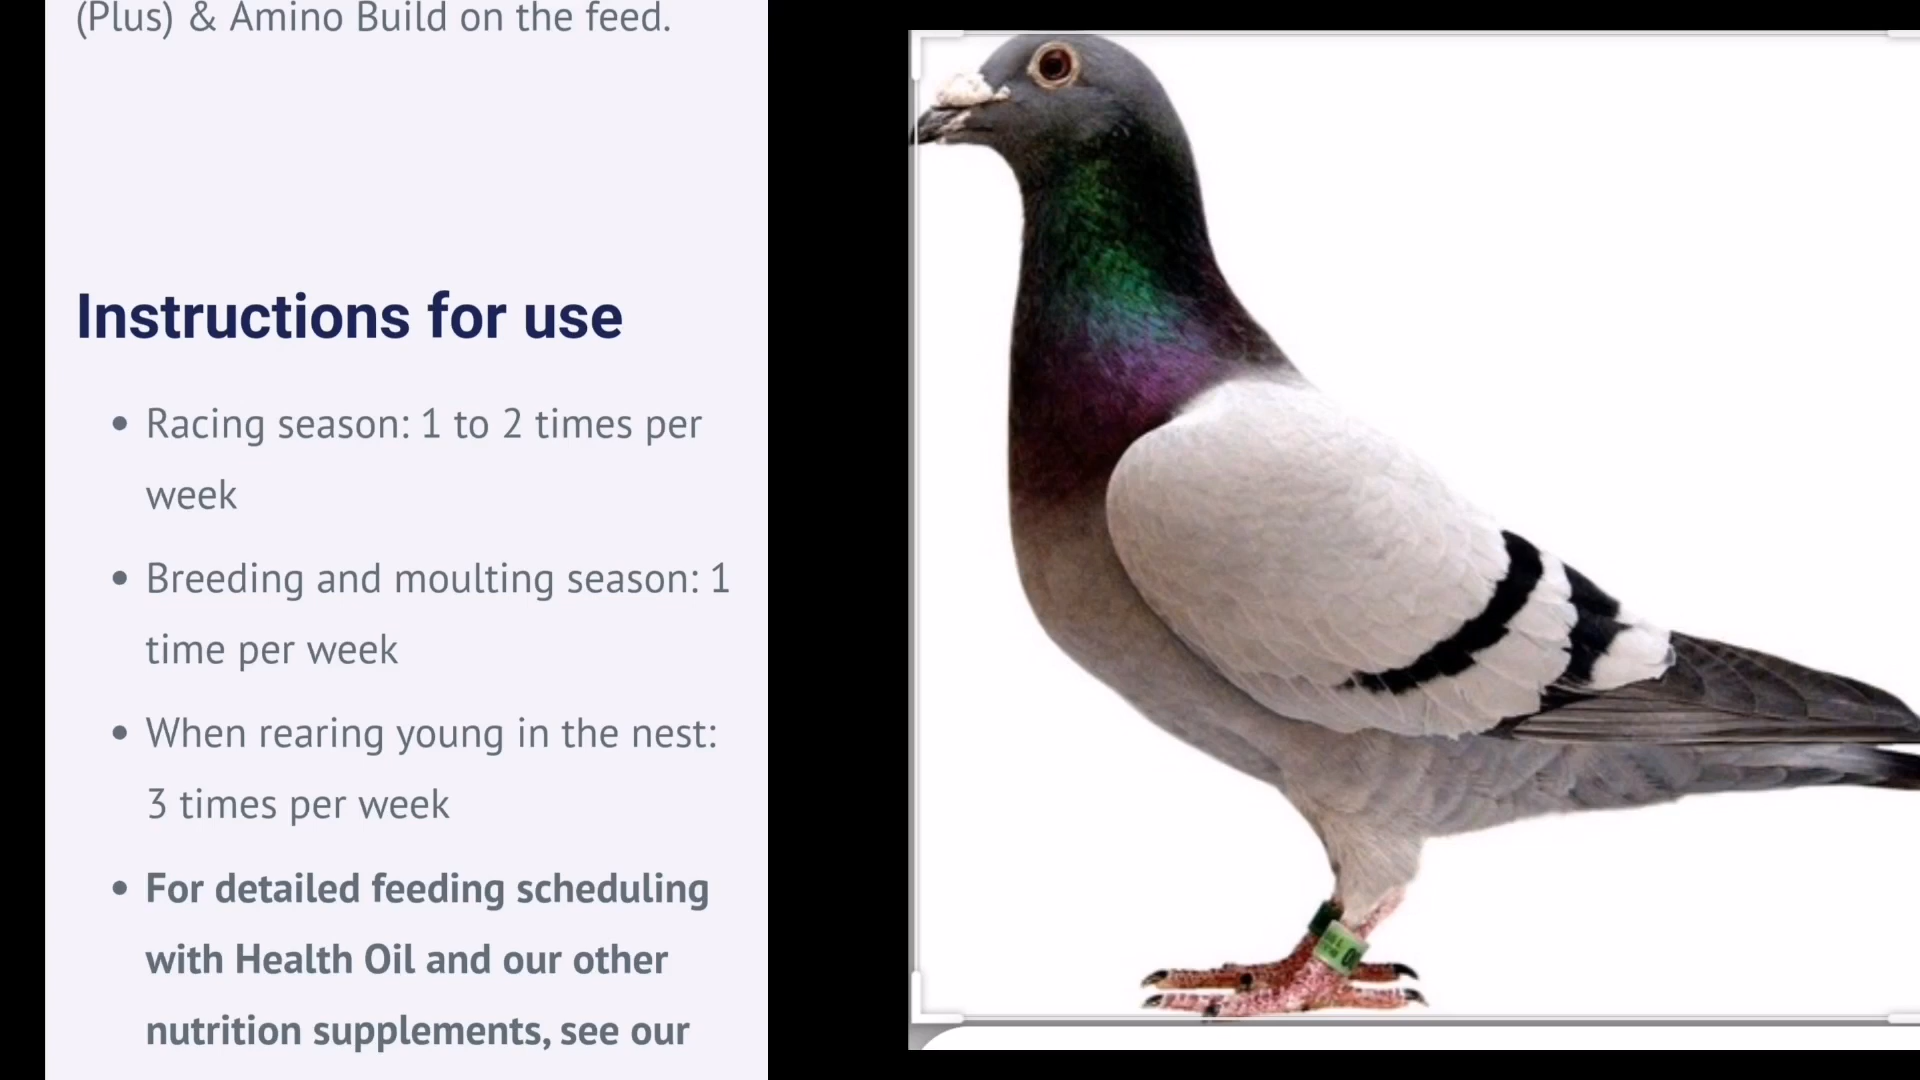 (Plus) & Amino Build on the feed.
Instructions for use
• Racing season: 1 to 2 times per
week
• Breeding and moulting season: 1
time per week
• When rearing young in the nest:
3 times per week
• For detailed feeding scheduling
with Health Oil and our other
nutrition supplements, see our